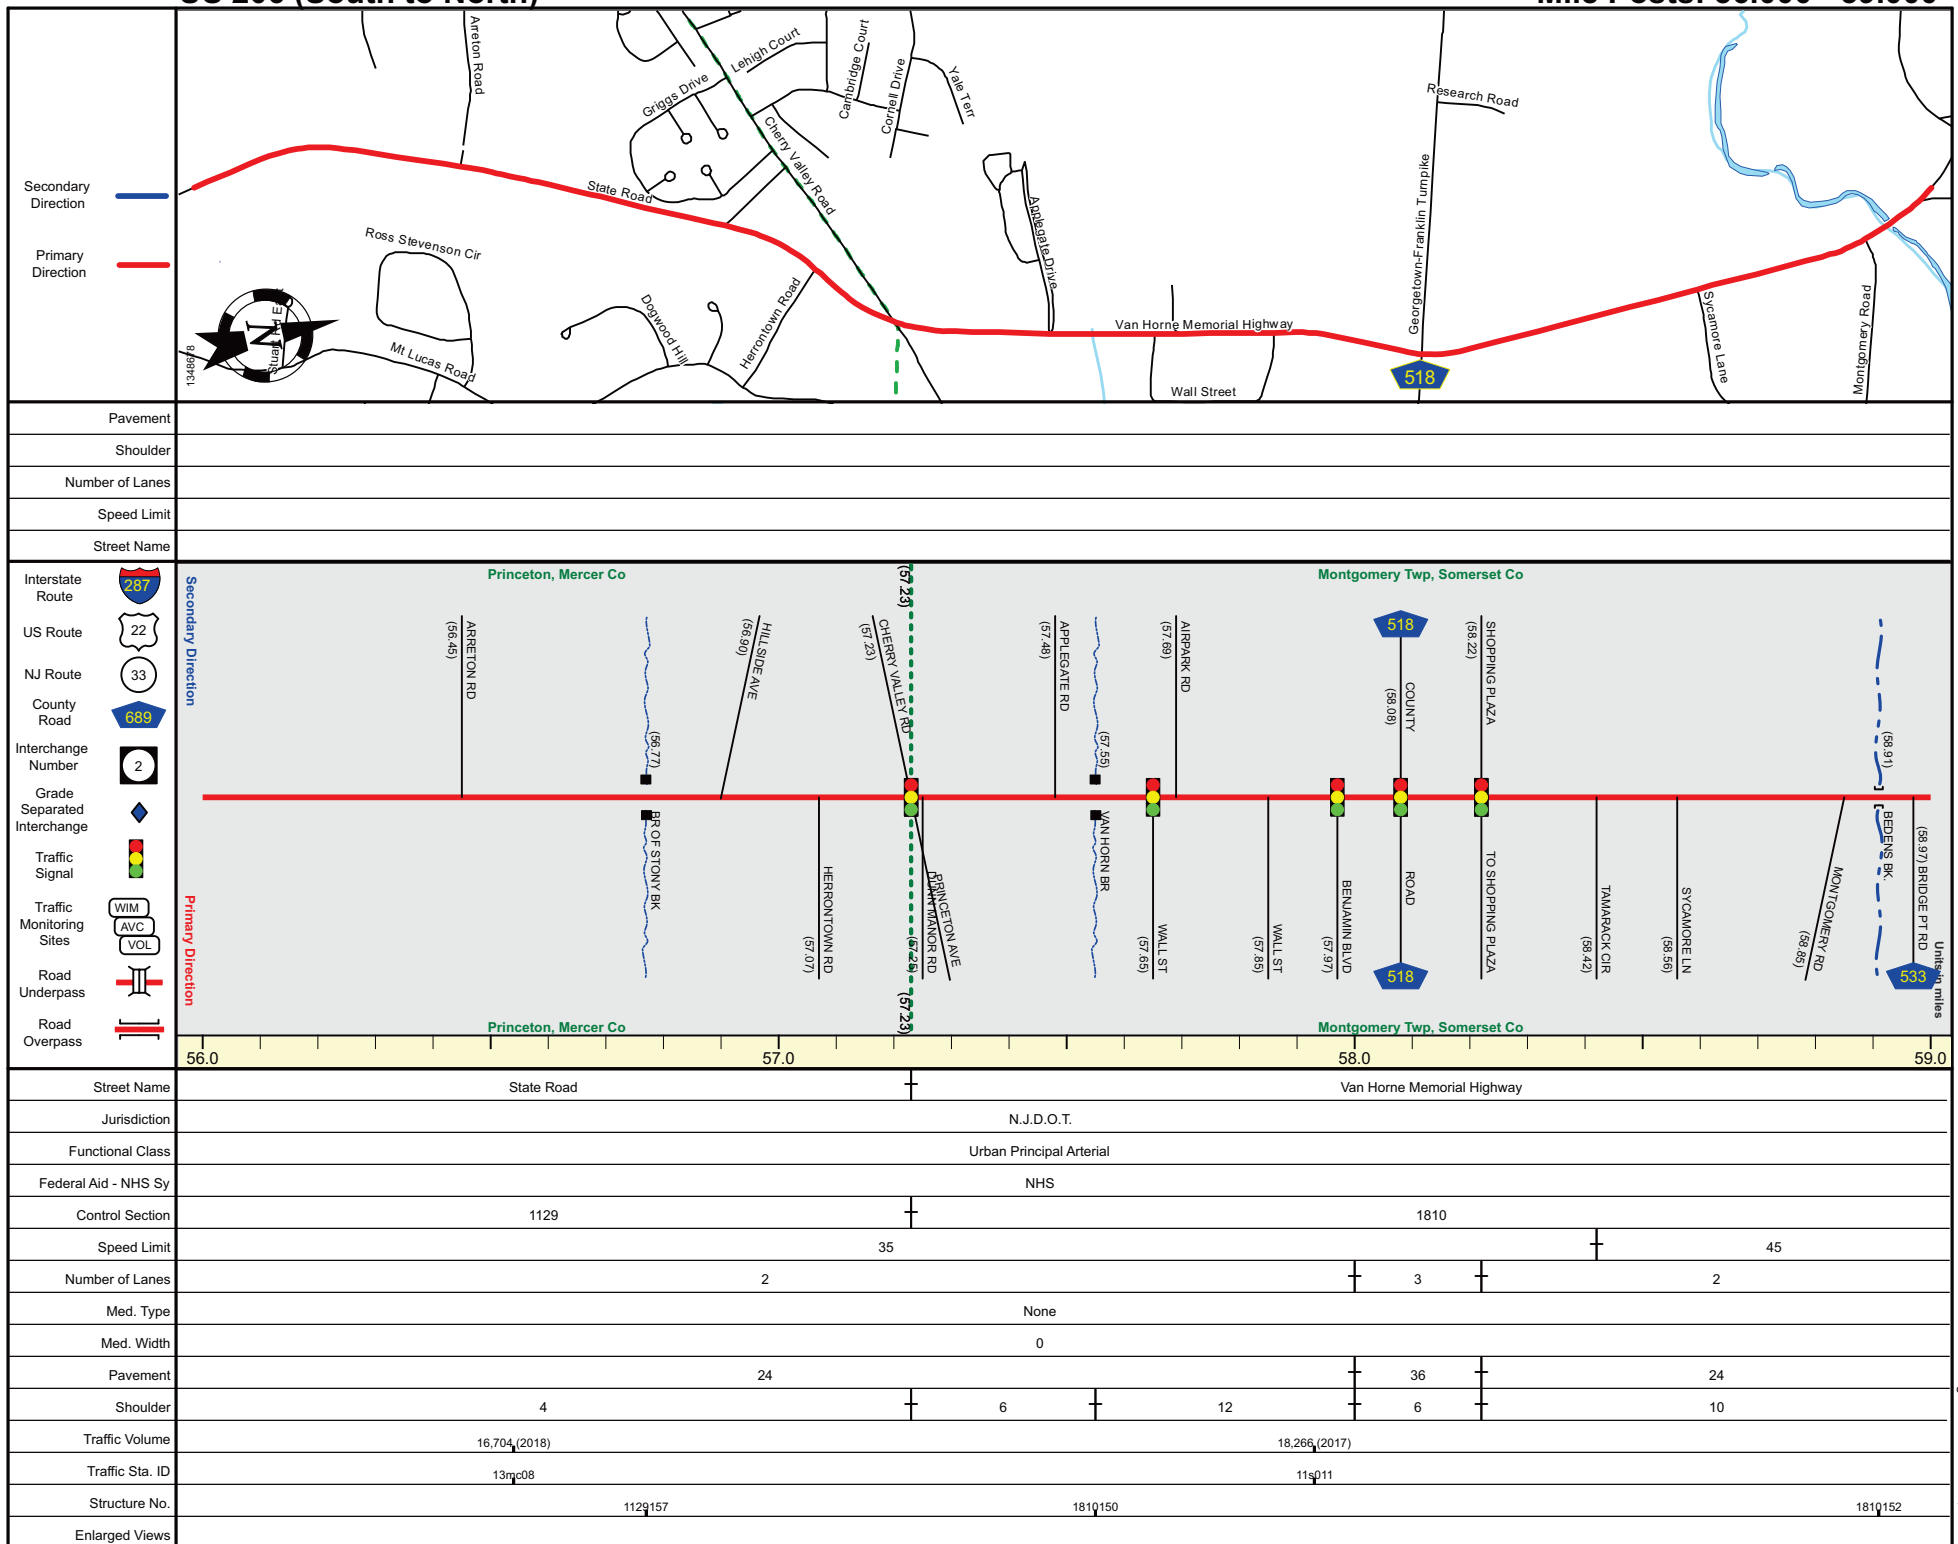 Arreton Road
Lehigh Court
Griggs Drive
Cambridge Court
Cornell Drive
Yale Terr
Cherry Valley Road
Research Road
Secondary
Direction
Primary
Direction
State Road
Ross Stevenson Cir
Applegate Drive
Georgetown-Franklin Turnpike
Dogwood Hill
Herrontown Road
Van Horne Memorial Highway
Sycamore Lane
Montgomery Road
N
Mt Lucas Road
Wall Street
518
1348678
Pavement
Shoulder
Number of Lanes
Speed Limit
Street Name
Interstate
Route
287
US Route
22
NJ Route
33
County
Road
689
Interchange
Number
2
Grade
Separated
Interchange
Traffic
Signal
Traffic
Monitoring
Sites
WIM
AVC
VOL
Road
Underpass
Road
Overpass
Secondary Direction
Primary Direction
Princeton, Mercer Co
(57.23)
Montgomery Twp, Somerset Co
ARRETON RD
(56.45)
(56.77)
BR OF STONY BK
HILLSIDE AVE
(56.90)
HERRONTOWN RD
(57.07)
CHERRY VALLEY RD
(57.23)
PRINCETON AVE
DUNN MANOR RD
(57.25)
APPLEGATE RD
(57.48)
(57.55)
VAN HORN BR
WALL ST
(57.65)
AIRPARK RD
(57.69)
WALL ST
(57.85)
BENJAMIN BLVD
(57.97)
518
COUNTY
(58.08)
ROAD
518
SHOPPING PLAZA
(58.22)
TO SHOPPING PLAZA
TAMARACK CIR
(58.42)
SYCAMORE LN
(58.56)
MONTGOMERY RD
(58.85)
(58.91)
BEDENS BK.
(58.97) BRIDGE PT RD
533
Units in miles
Princeton, Mercer Co
(57.23)
Montgomery Twp, Somerset Co
56.0 57.0 58.0 59.0
Street Name State Road Van Horne Memorial Highway
Jurisdiction N.J.D.O.T.
Functional Class Urban Principal Arterial
Federal Aid - NHS Sy NHS
Control Section 1129 1810
Speed Limit 35 45
Number of Lanes 2 3 2
Med. Type None
Med. Width 0
Pavement 24 36 24
Shoulder 4 6 12 6 10
Traffic Volume 16,704 (2018) 18,266 (2017)
Traffic Sta. ID 13mc08 11s011
Structure No. 1129157 1810150 1810152
Enlarged Views